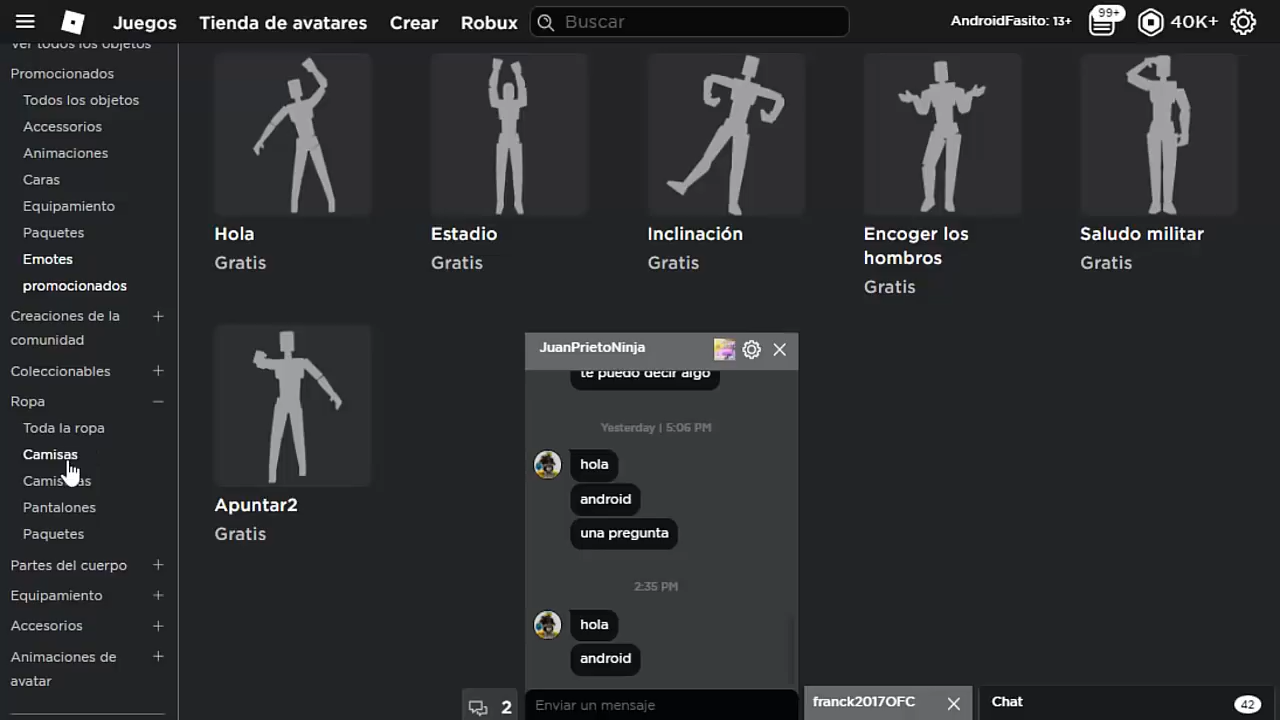 Juegos
Tienda de avatares
Crear
Robux
Buscar
AndroidFasito: 13+
99+
40K+
Ver todos los objetos
Promocionados
Todos los objetos
Accessorios
Animaciones
Caras
Equipamiento
Paquetes
Emotes
promocionados
Creaciones de la
comunidad
Coleccionables
Ropa
Toda la ropa
Camisas
Pantalones
Paquetes
Partes del cuerpo
Equipamiento
Accesorios
Animaciones de
avatar
Hola
Gratis
Estadio
Gratis
Inclinación
Gratis
Encoger los
hombros
Gratis
Saludo militar
Gratis
Apuntar2
Gratis
JuanPrietoNinja
te puedo decir algo
Yesterday | 5:06 PM
hola
android
una pregunta
2:35 PM
hola
android
2
Enviar un mensaje
franck2017OFC
Chat
42